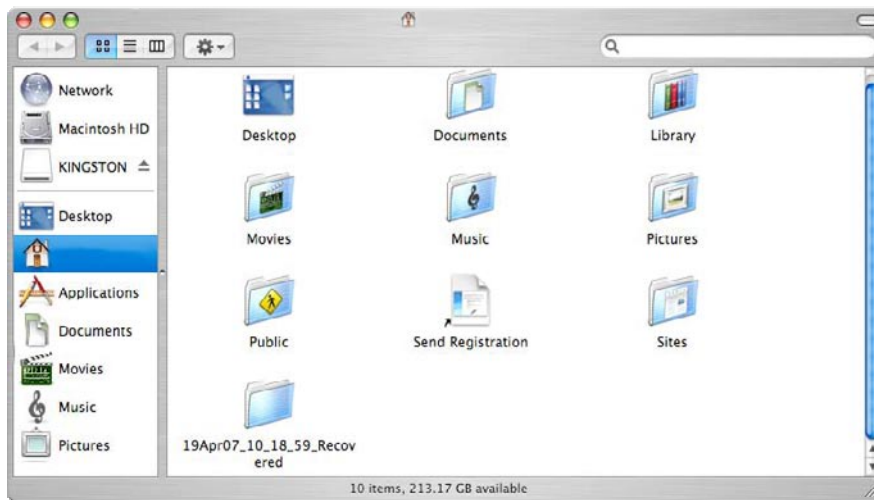 Network
Macintosh HD
KINGSTON
Desktop
Applications
Documents
Movies
Music
Pictures
Desktop
Documents
Library
Movies
Music
Pictures
Public
Send Registration
Sites
19Apr07_10_18_59_Recov
ered
10 items, 213.17 GB available